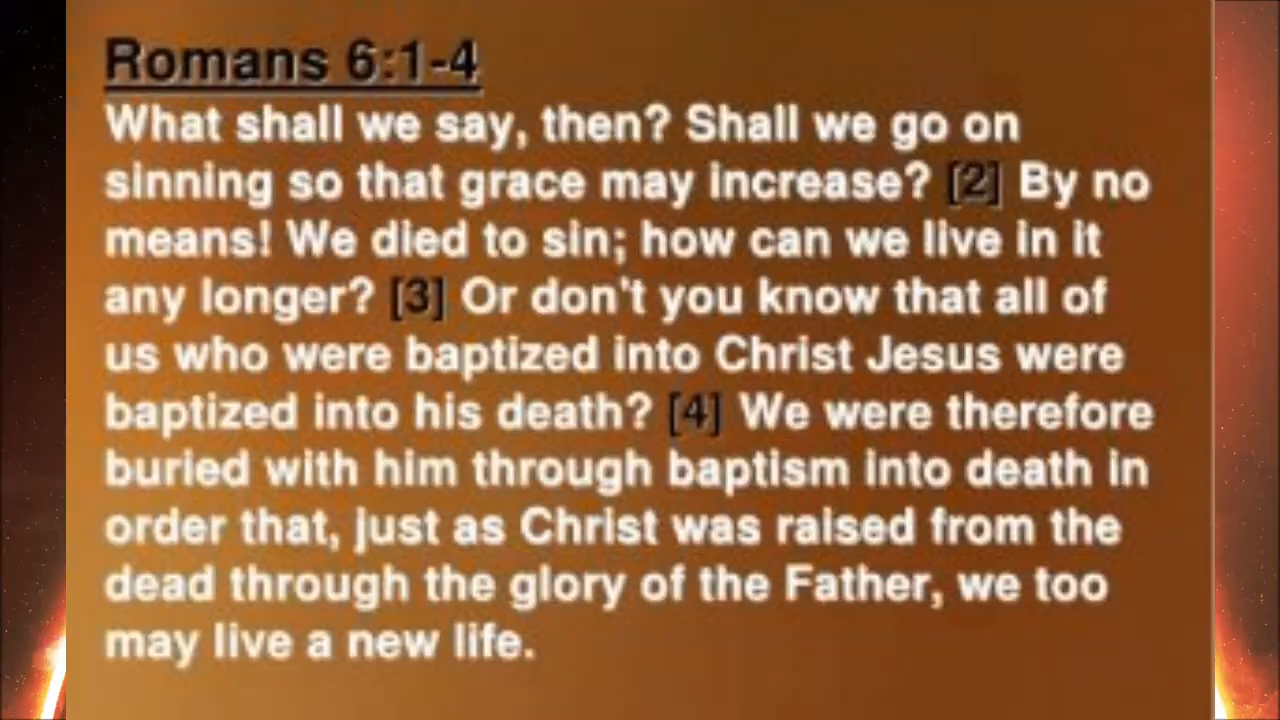 Romans 6:1-4
What shall we say, then? Shall we go on
sinning so that grace may increase? [2] By no
means! We died to sin; how can we live in it
any longer? [3] Or don't you know that all of
us who were baptized into Christ Jesus were
baptized into his death? [4] We were therefore
buried with him through baptism into death in
order that, just as Christ was raised from the
dead through the glory of the Father, we too
may live a new life.